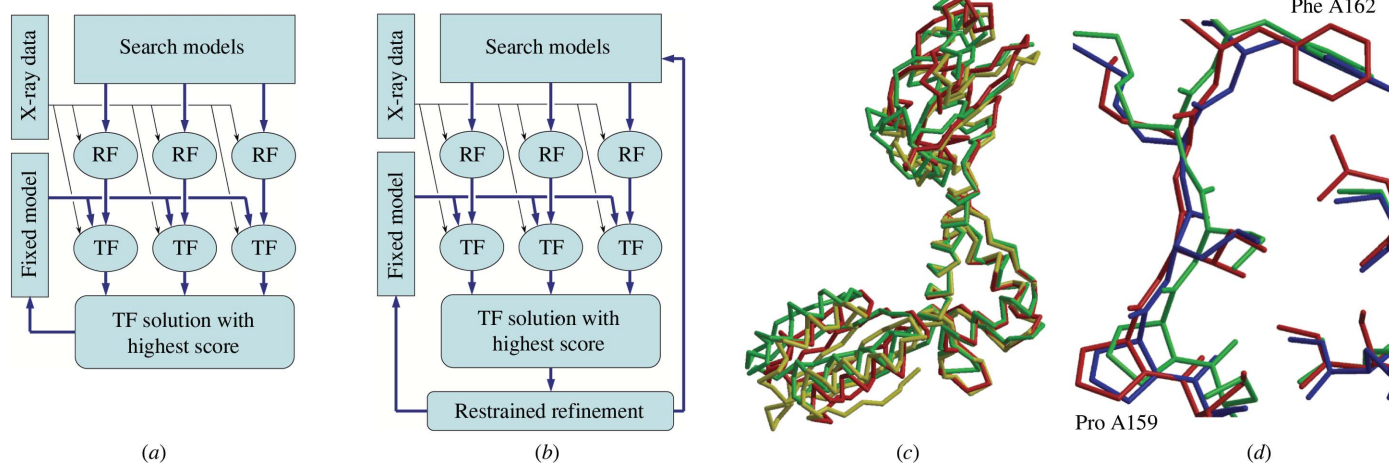 X-ray data
Search models
RF
RF
RF
Fixed model
TF
TF
TF
TF solution with
highest score
(a)
X-ray data
Search models
RF
RF
RF
Fixed model
TF
TF
TF
TF solution with
highest score
Restrained refinement
(b)
(c)
Phe A162
Pro A159
(d)